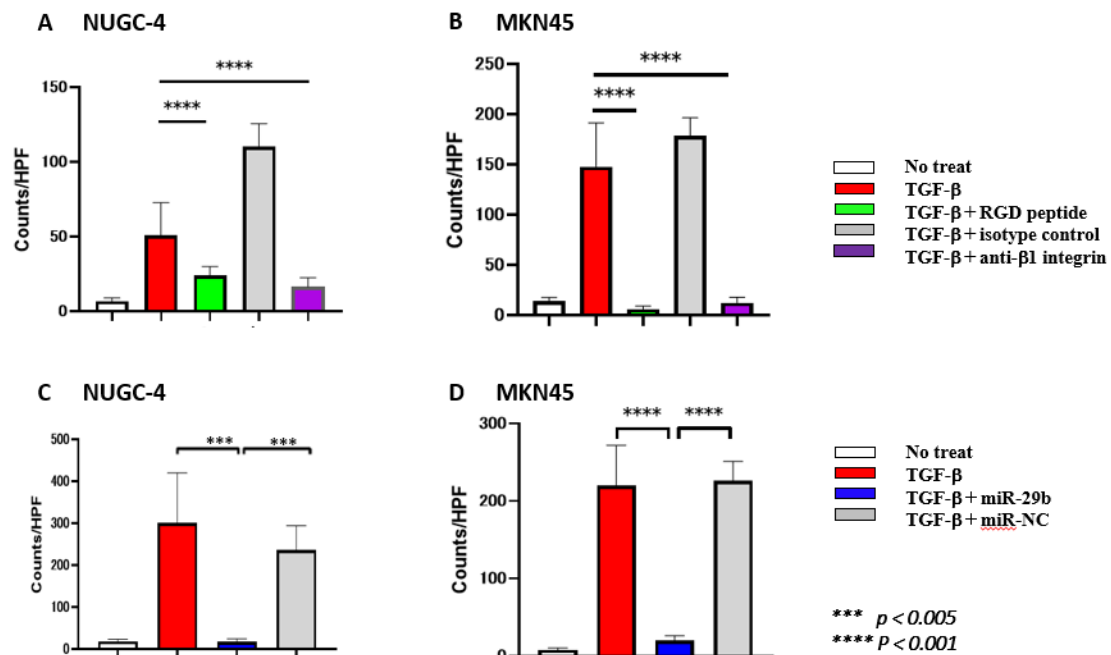 A NUGC-4
****
****
150
100
50
0
Counts/HPF
B MKN45
****
****
250
200
150
100
50
0
Counts/HPF
No treat
TGF-β
TGF-β+RGD peptide
TGF-β+isotype control
TGF-β+anti-β1 integrin
C NUGC-4
*** ***
500
400
300
200
100
0
Counts/HPF
D MKN45
**** ****
300
200
100
Counts/HPF
No treat
TGF-β
TGF-β+miR-29b
TGF-β+miR-NC
*** p<0.005
**** P<0.001